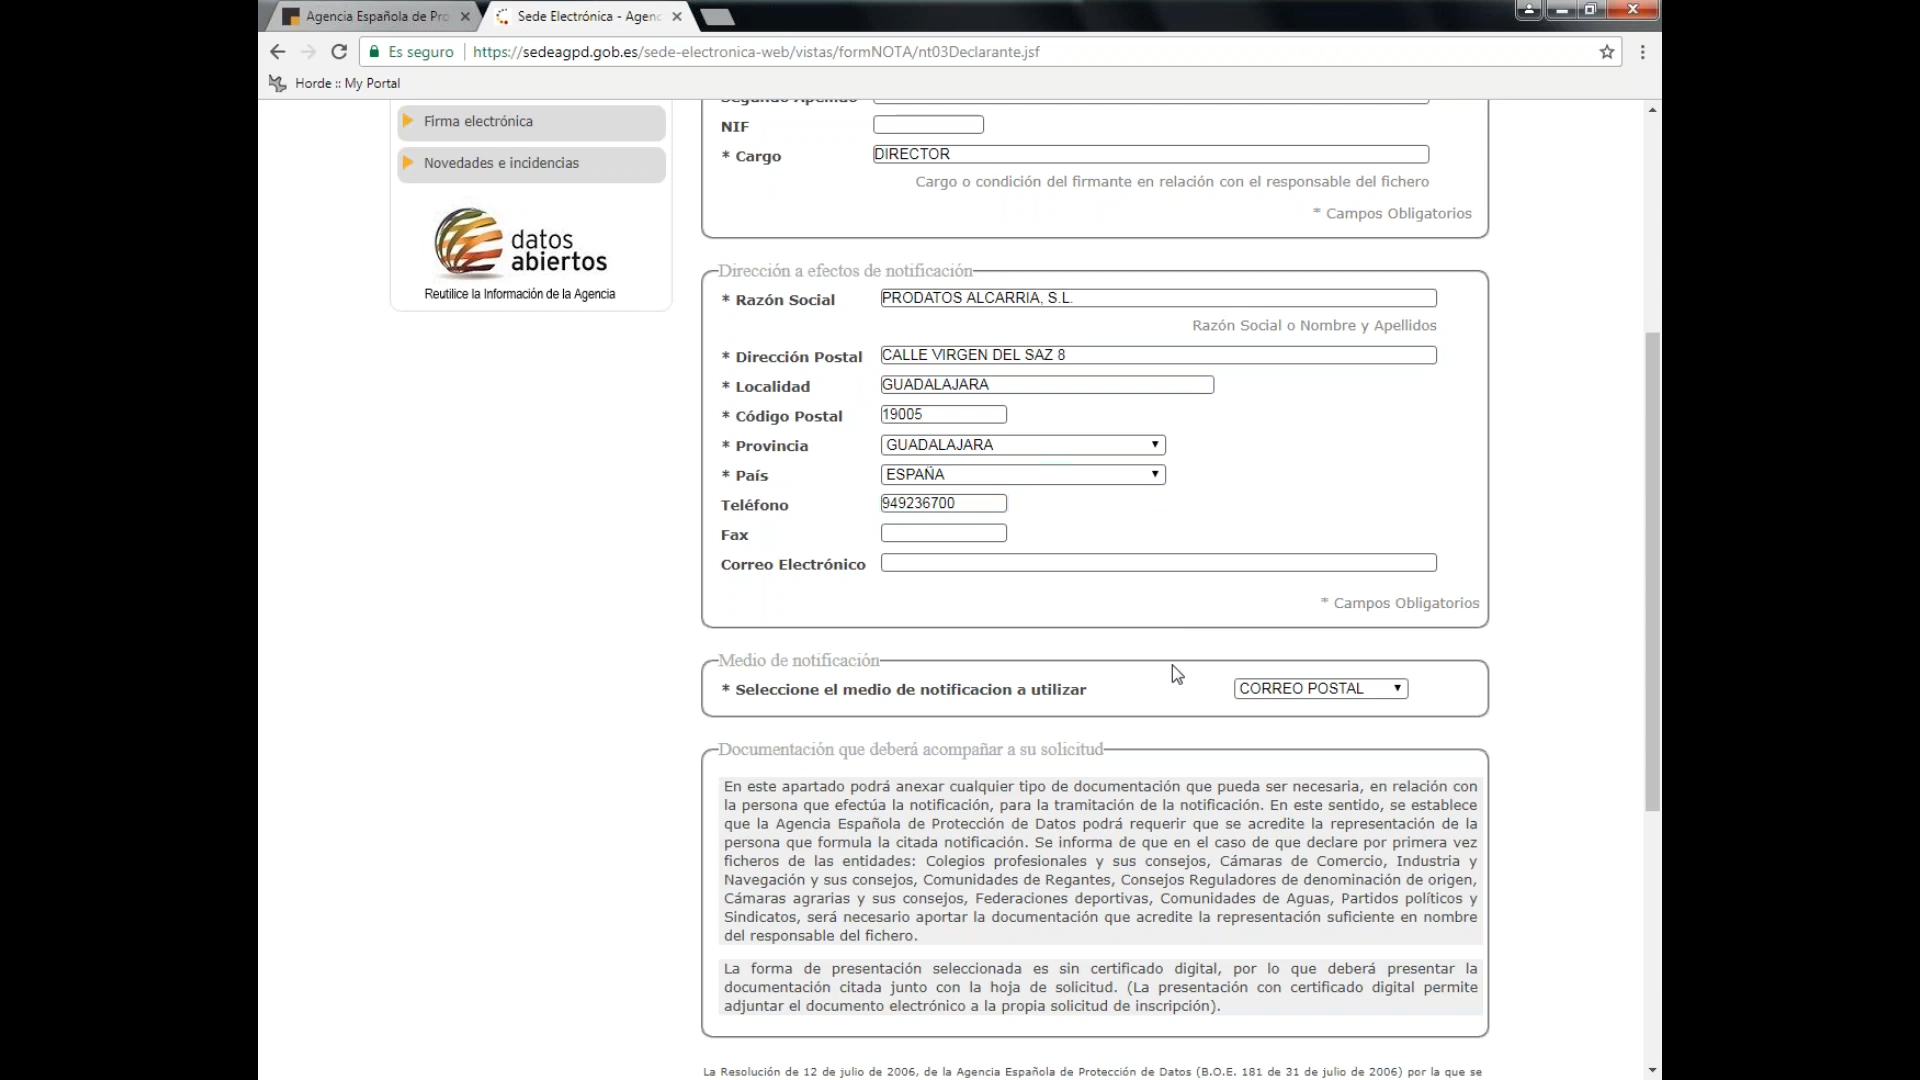 Agencia Española de Pro
Sede Electrónica - Agenc
Es seguro
https://sedeagpd.gob.es/sede-electronica-web/vistas/formNOTA/nt03Declarante.jsf
Horde :: My Portal
Firma electrónica
Novedades e incidencias
datos
abiertos
Reutilice la Información de la Agencia
Segundo Apellido
NIF
* Cargo DIRECTOR
Cargo o condición del firmante en relación con el responsable del fichero
* Campos Obligatorios
Dirección a efectos de notificación
* Razón Social PRODATOS ALCARRIA, S.L.
Razón Social o Nombre y Apellidos
* Dirección Postal CALLE VIRGEN DEL SAZ 8
* Localidad GUADALAJARA
* Código Postal 19005
* Provincia GUADALAJARA
* País ESPAÑA
Teléfono 949236700
Fax
Correo Electrónico
* Campos Obligatorios
Medio de notificación
* Seleccione el medio de notificacion a utilizar CORREO POSTAL
Documentación que deberá acompañar a su solicitud
En este apartado podrá anexar cualquier tipo de documentación que pueda ser necesaria, en relación con
la persona que efectúa la notificación, para la tramitación de la notificación. En este sentido, se establece
que la Agencia Española de Protección de Datos podrá requerir que se acredite la representación de la
persona que formula la citada notificación. Se informa de que en el caso de que declare por primera vez
ficheros de las entidades: Colegios profesionales y sus consejos, Cámaras de Comercio, Industria y
Navegación y sus consejos, Comunidades de Regantes, Consejos Reguladores de denominación de origen,
Cámaras agrarias y sus consejos, Federaciones deportivas, Comunidades de Aguas, Partidos políticos y
Sindicatos, será necesario aportar la documentación que acredite la representación suficiente en nombre
del responsable del fichero.
La forma de presentación seleccionada es sin certificado digital, por lo que deberá presentar la
documentación citada junto con la hoja de solicitud. (La presentación con certificado digital permite
adjuntar el documento electrónico a la propia solicitud de inscripción).
La Resolución de 12 de julio de 2006, de la Agencia Española de Protección de Datos (B.O.E. 181 de 31 de julio de 2006) por la que se